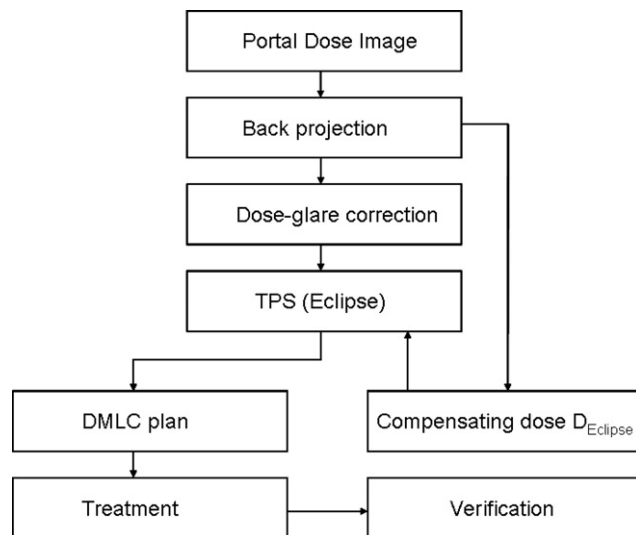 Portal Dose Image
Back projection
Dose-glare correction
TPS (Eclipse)
DMLC plan
Compensating dose D_Eclipse
Treatment
Verification